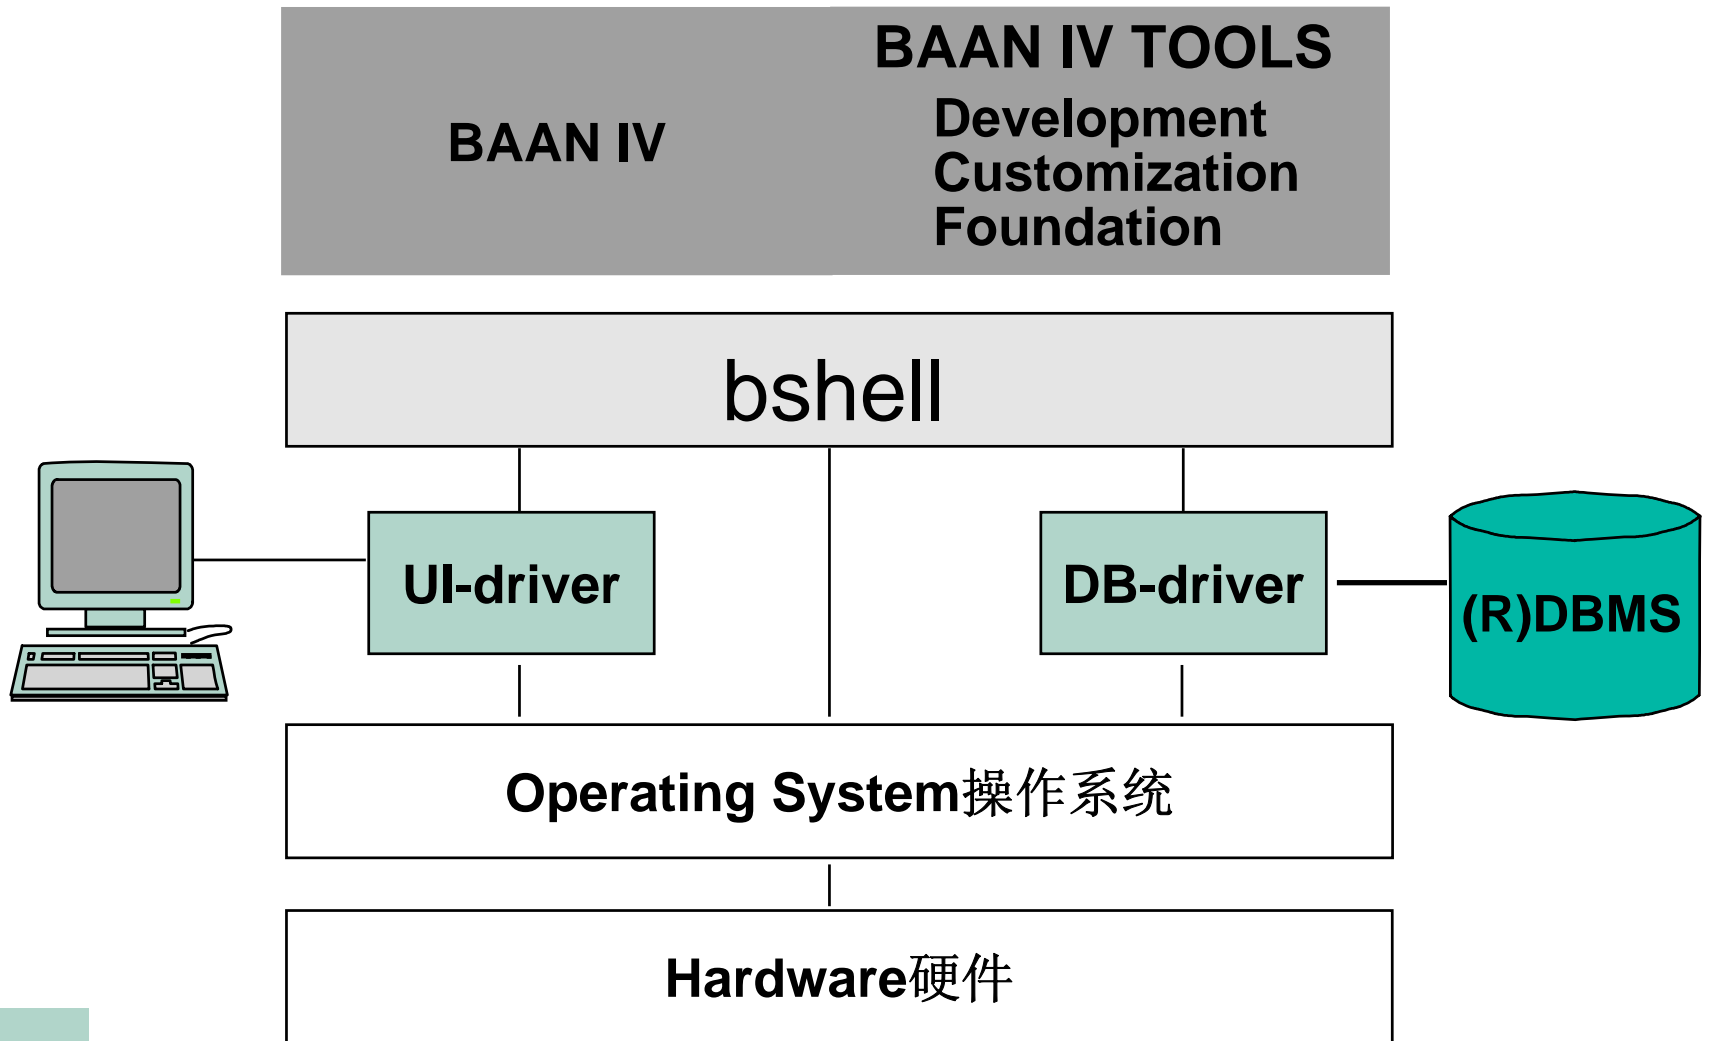 BAAN IV
BAAN IV TOOLS
Development
Customization
Foundation
bshell
UI-driver
DB-driver
(R)DBMS
Operating System操作系统
Hardware硬件